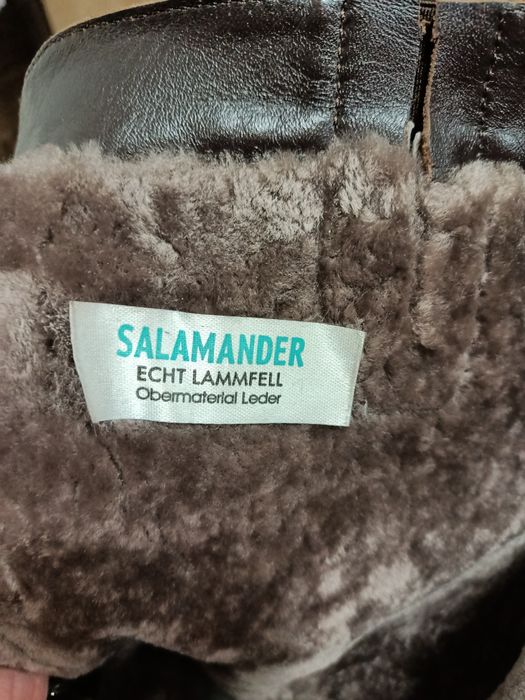 SALAMANDER
ECHT LAMMFELL
Obermaterial Leder